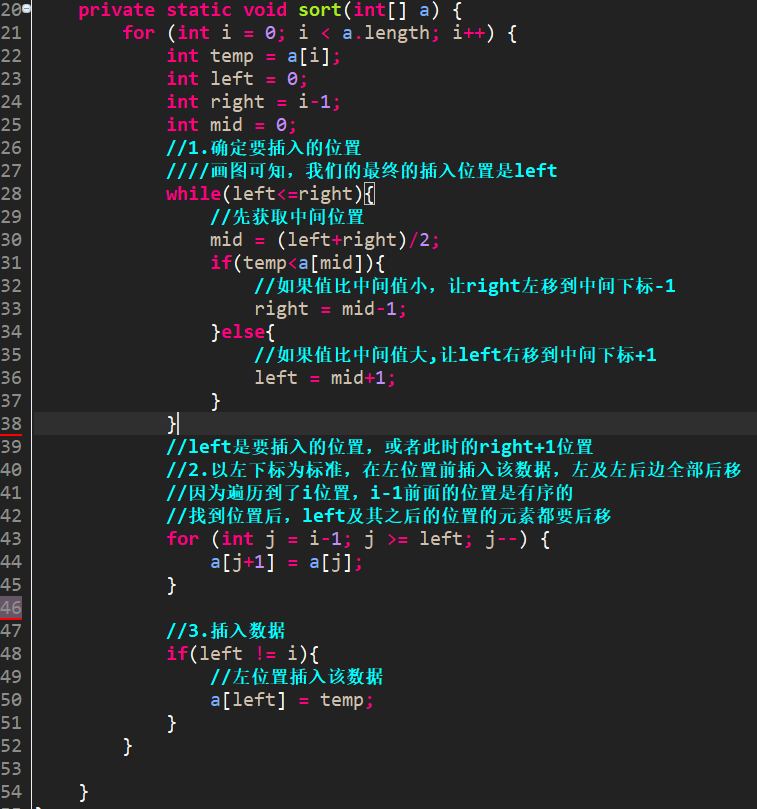 20 private static void sort(int[] a) {
21 for (int i = 0; i < a.length; i++) {
22 int temp = a[i];
23 int left = 0;
24 int right = i-1;
25 int mid = 0;
26 //1.确定要插入的位置
27 ////画图可知，我们的最终的插入位置是left
28 while(left<=right){
29 //先获取中间位置
30 mid = (left+right)/2;
31 if(temp<a[mid]){
32 //如果值比中间值小，让right左移到中间下标-1
33 right = mid-1;
34 }else{
35 //如果值比中间值大,让left右移到中间下标+1
36 left = mid+1;
37 }
38 }
39 //left是要插入的位置，或者此时的right+1位置
40 //2.以左下标为标准，在左位置前插入该数据，左及左后边全部后移
41 //因为遍历到了i位置，i-1前面的位置是有序的
42 //找到位置后，left及其之后的位置的元素都要后移
43 for (int j = i-1; j >= left; j--) {
44 a[j+1] = a[j];
45 }
46
47 //3.插入数据
48 if(left != i){
49 //左位置插入该数据
50 a[left] = temp;
51 }
52 }
53
54 }